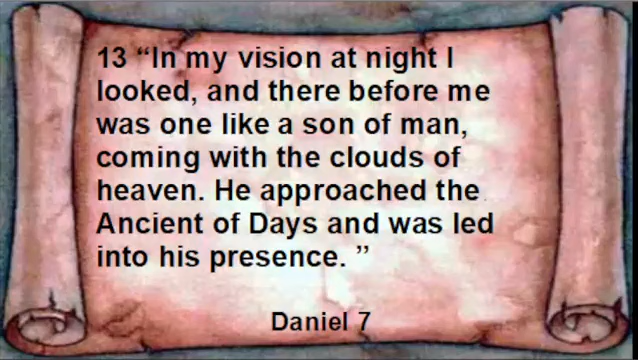 13 “In my vision at night I
looked, and there before me
was one like a son of man,
coming with the clouds of
heaven. He approached the
Ancient of Days and was led
into his presence. ”
Daniel 7